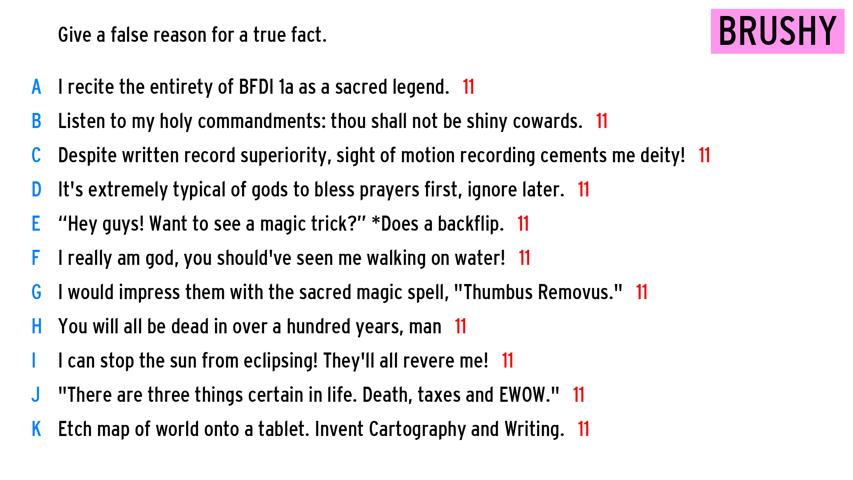 Give a false reason for a true fact.
BRUSHY
A I recite the entirety of BFDI 1a as a sacred legend. 11
B Listen to my holy commandments: thou shall not be shiny cowards. 11
C Despite written record superiority, sight of motion recording cements me deity! 11
D It's extremely typical of gods to bless prayers first, ignore later. 11
E “Hey guys! Want to see a magic trick?” *Does a backflip. 11
F I really am god, you should've seen me walking on water! 11
G I would impress them with the sacred magic spell, "Thumbus Removus." 11
H You will all be dead in over a hundred years, man 11
I I can stop the sun from eclipsing! They'll all revere me! 11
J "There are three things certain in life. Death, taxes and EWOW." 11
K Etch map of world onto a tablet. Invent Cartography and Writing. 11